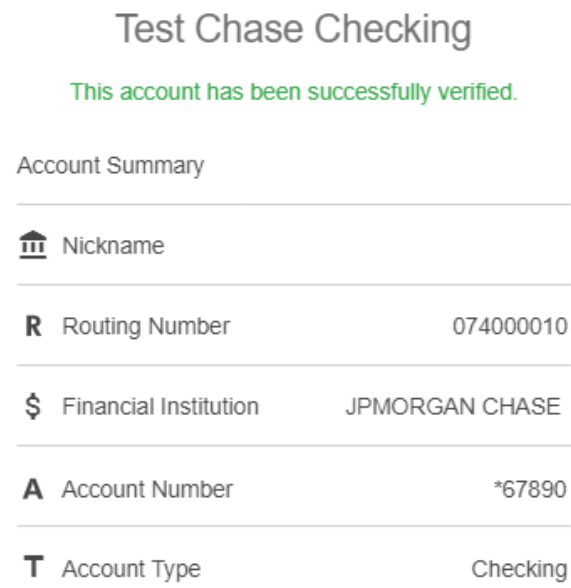 Test Chase Checking
This account has been successfully verified.
Account Summary
Nickname
R Routing Number 074000010
$ Financial Institution JPMORGAN CHASE
A Account Number *67890
T Account Type Checking